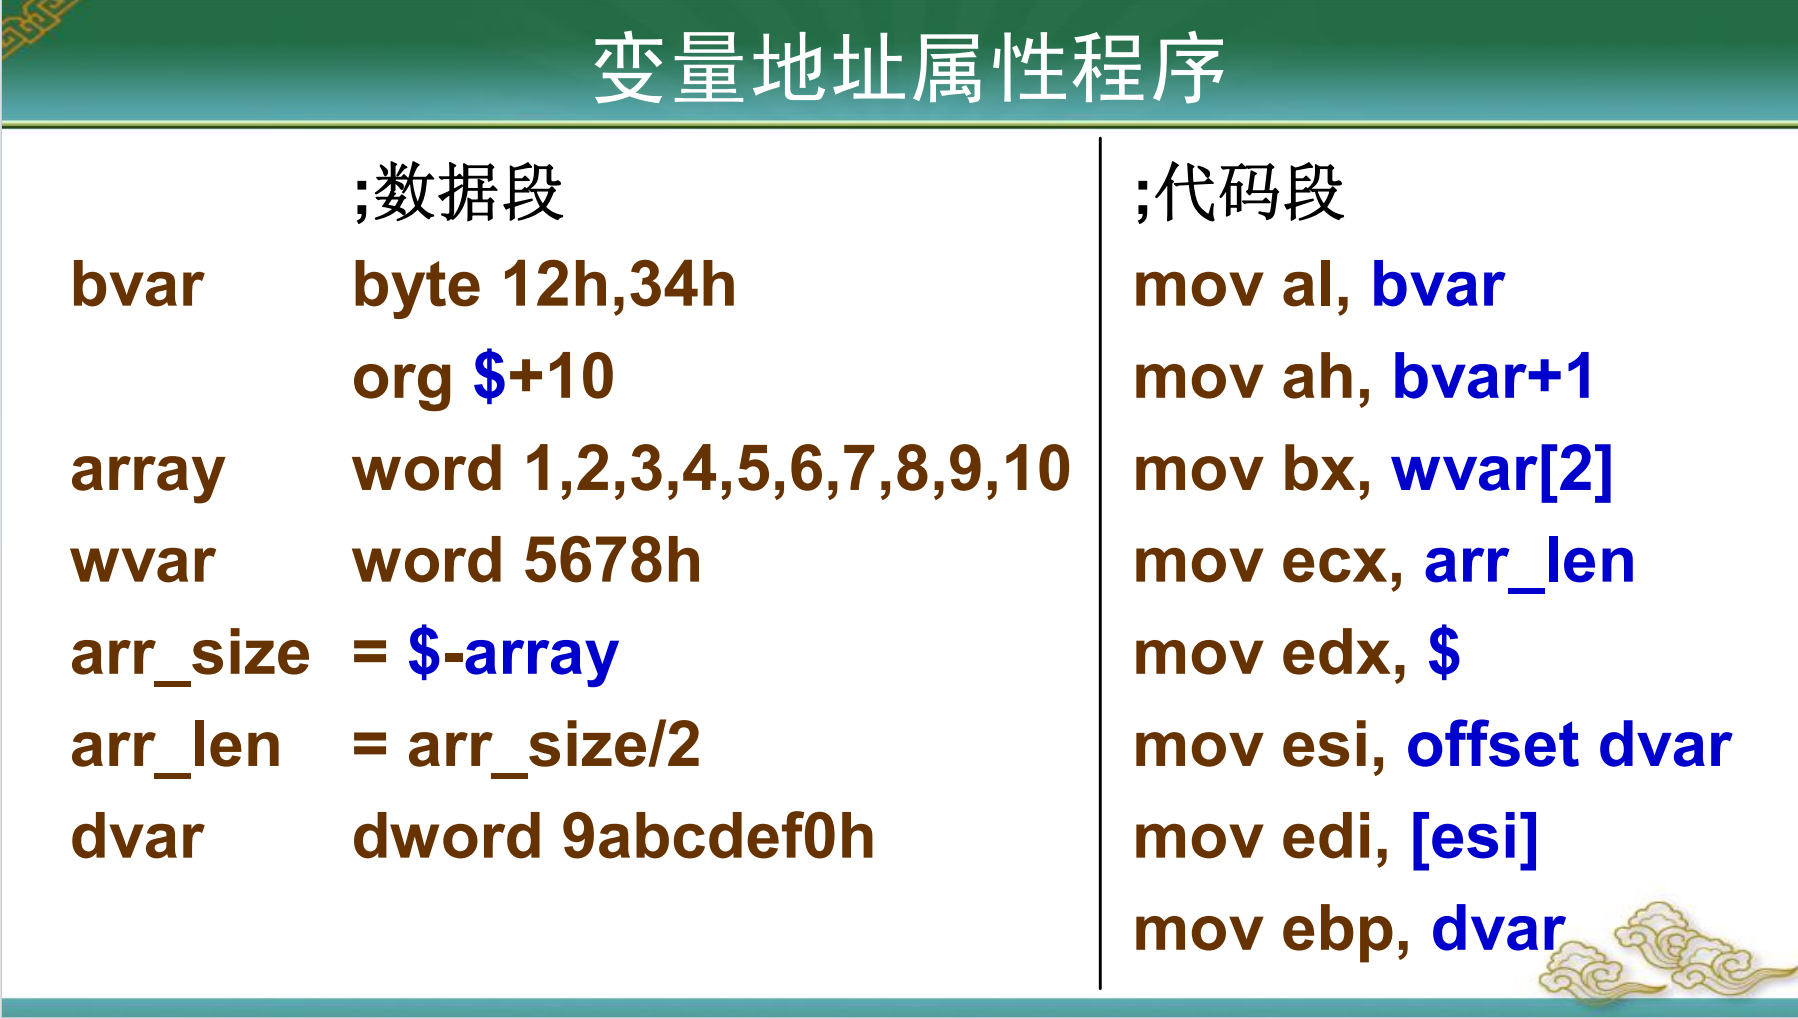 变量地址属性程序
;数据段
bvar byte 12h,34h
org $+10
array word 1,2,3,4,5,6,7,8,9,10
wvar word 5678h
arr_size = $-array
arr_len = arr_size/2
dvar dword 9abcdef0h
;代码段
mov al, bvar
mov ah, bvar+1
mov bx, wvar[2]
mov ecx, arr_len
mov edx, $
mov esi, offset dvar
mov edi, [esi]
mov ebp, dvar